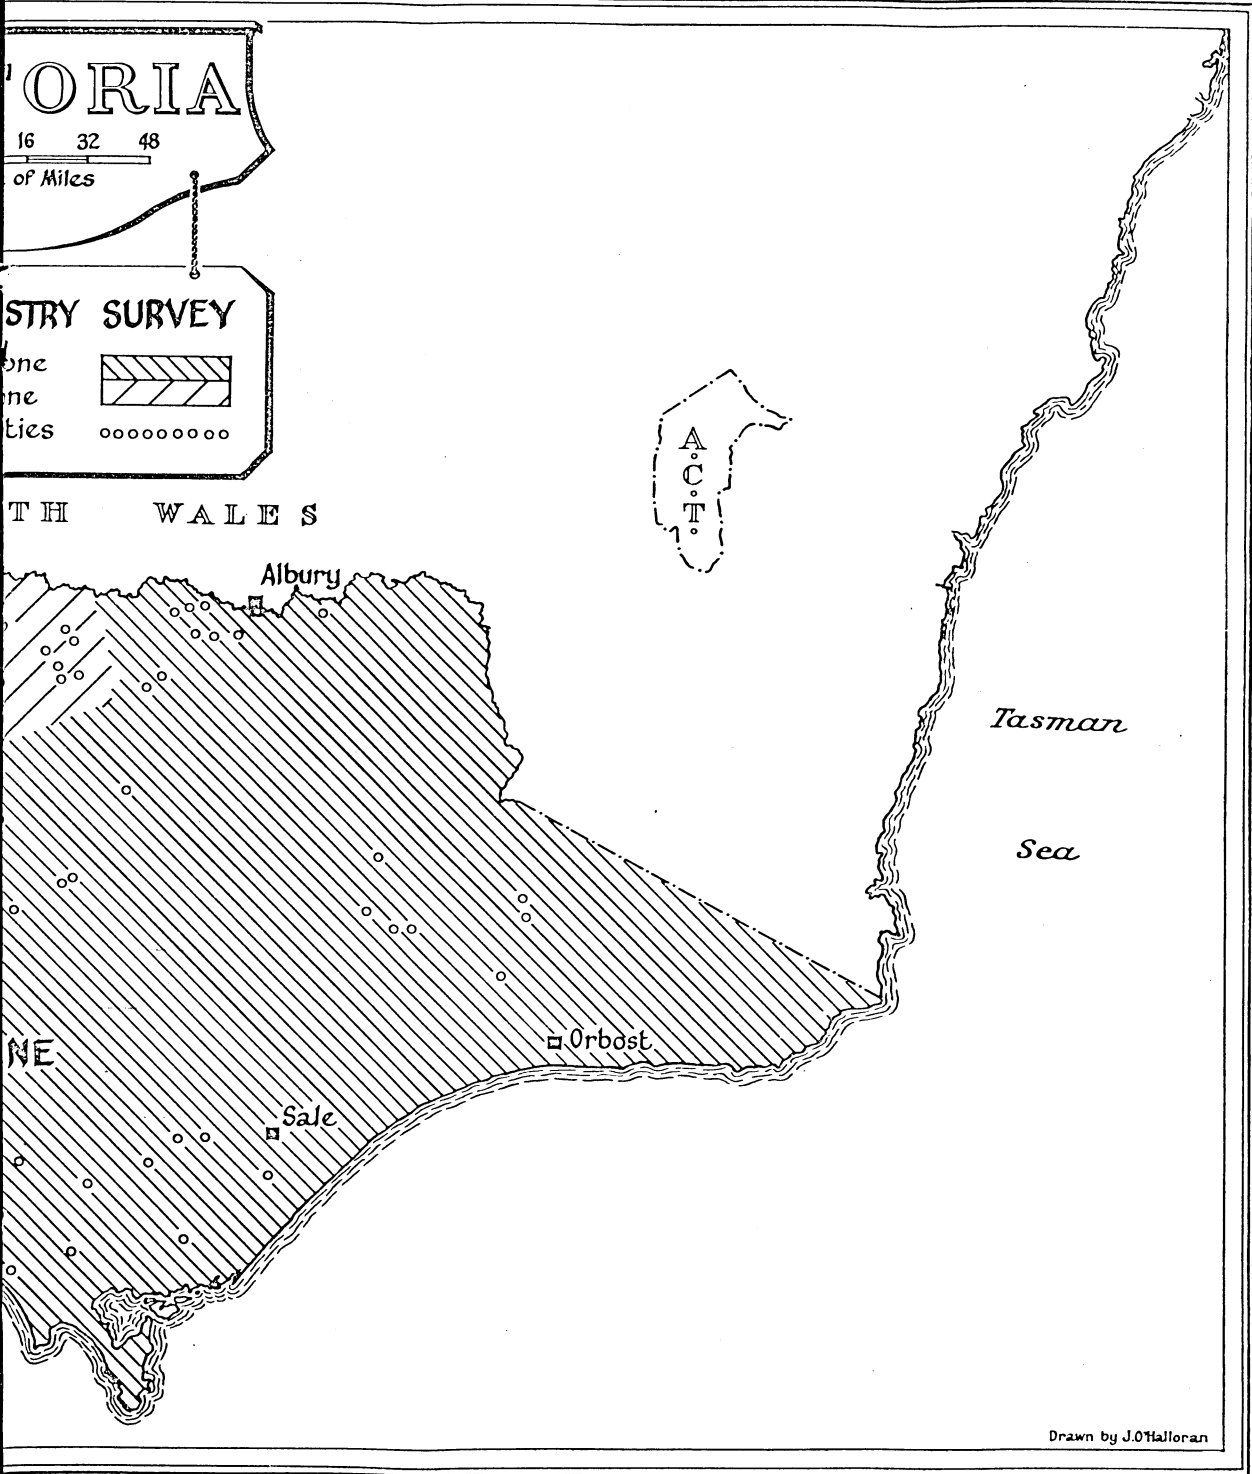 ORIA
16 32 48
of Miles
STRY SURVEY
one
ne
ties
TH WALES
A.C.T.
Albury
Tasman
Sea
Orbost
NE
Sale
Drawn by J.O'Halloran